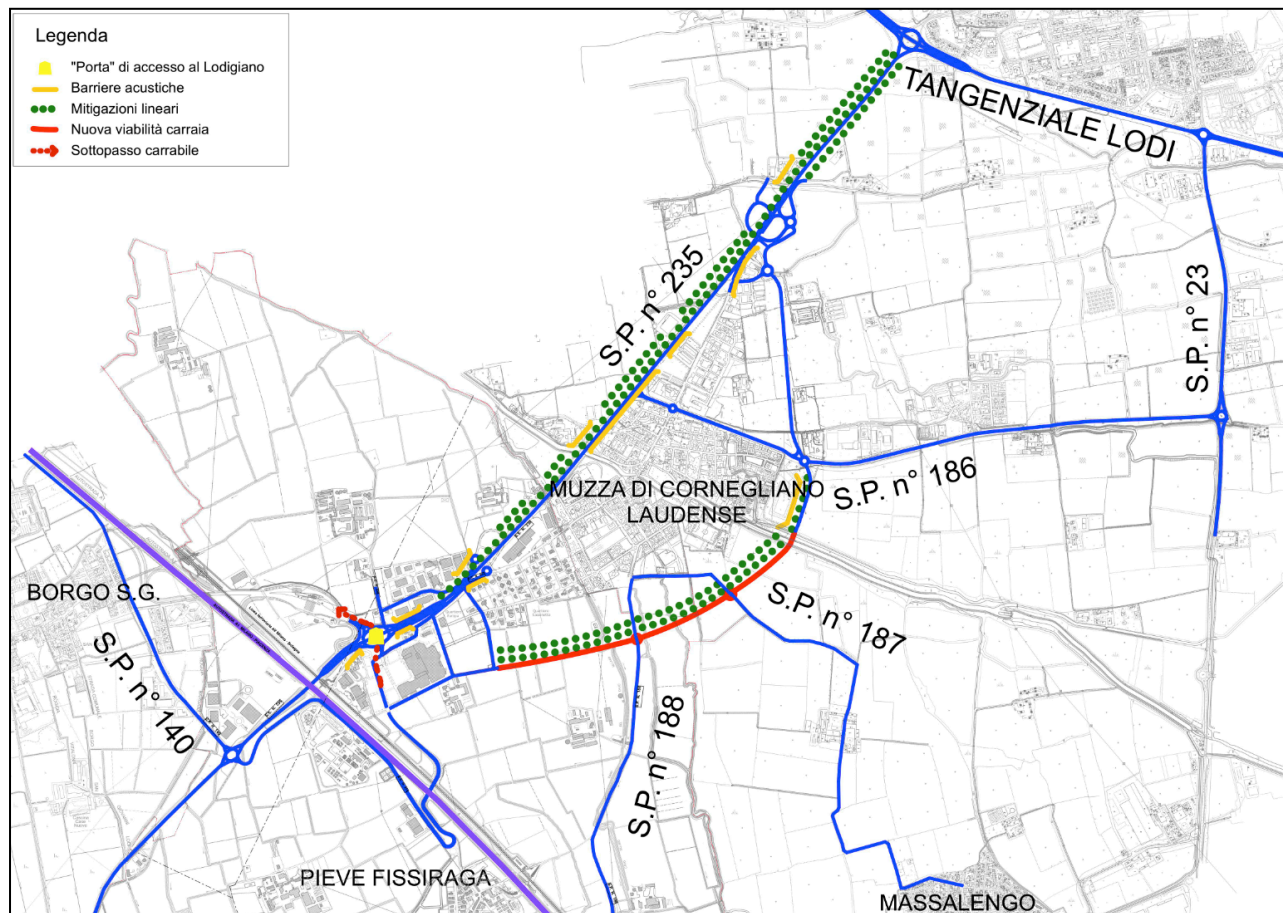 Legenda
"Porta" di accesso al Lodigiano
Barriere acustiche
Mitigazioni lineari
Nuova viabilità carraia
Sottopasso carrabile
TANGENZIALE LODI
S.P. n° 235
S.P. n° 23
MUZZA DI CORNEGLIANO
LAUDENSE
S.P. n° 186
BORGO S.G.
S.P. n° 187
S.P. n° 140
S.P. n° 188
PIEVE FISSIRAGA
MASSALENGO